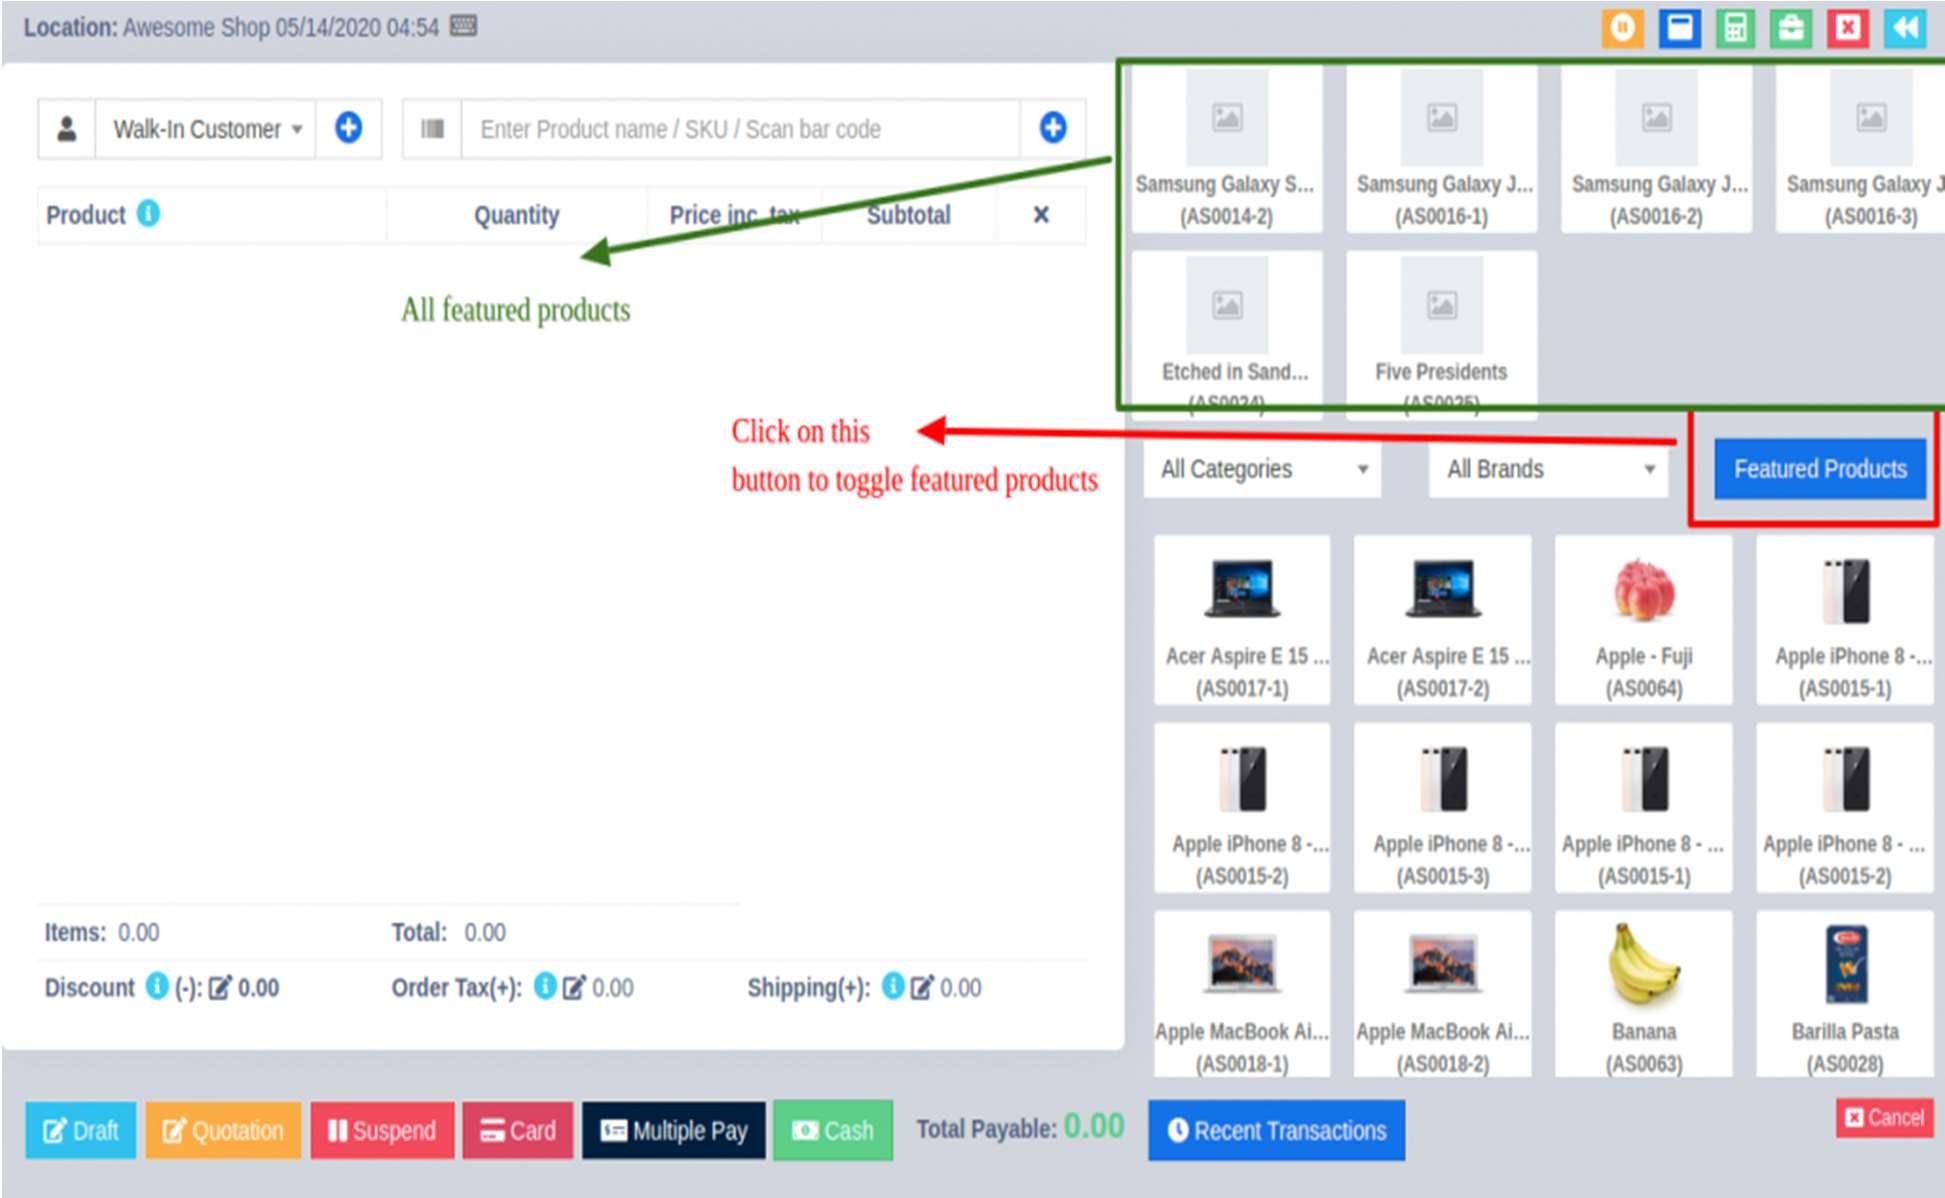 Location: Awesome Shop 05/14/2020 04:54
Walk-In Customer
Enter Product name / SKU / Scan bar code
Product
Quantity
Price inc. tax
Subtotal
All featured products
Click on this
button to toggle featured products
Samsung Galaxy S...
(AS0014-2)
Samsung Galaxy J...
(AS0016-1)
Samsung Galaxy J...
(AS0016-2)
Samsung Galaxy J
(AS0016-3)
Etched in Sand...
(AS0024)
Five Presidents
(AS0025)
All Categories
All Brands
Featured Products
Acer Aspire E 15 ...
(AS0017-1)
Acer Aspire E 15 ...
(AS0017-2)
Apple - Fuji
(AS0064)
Apple iPhone 8 -...
(AS0015-1)
Apple iPhone 8 -...
(AS0015-2)
Apple iPhone 8 -...
(AS0015-3)
Apple iPhone 8 - ...
(AS0015-1)
Apple iPhone 8 - ...
(AS0015-2)
Apple MacBook Ai...
(AS0018-1)
Apple MacBook Ai...
(AS0018-2)
Banana
(AS0063)
Barilla Pasta
(AS0028)
Items: 0.00
Total: 0.00
Discount (-): 0.00
Order Tax(+): 0.00
Shipping(+): 0.00
Draft
Quotation
Suspend
Card
Multiple Pay
Cash
Total Payable: 0.00
Recent Transactions
Cancel